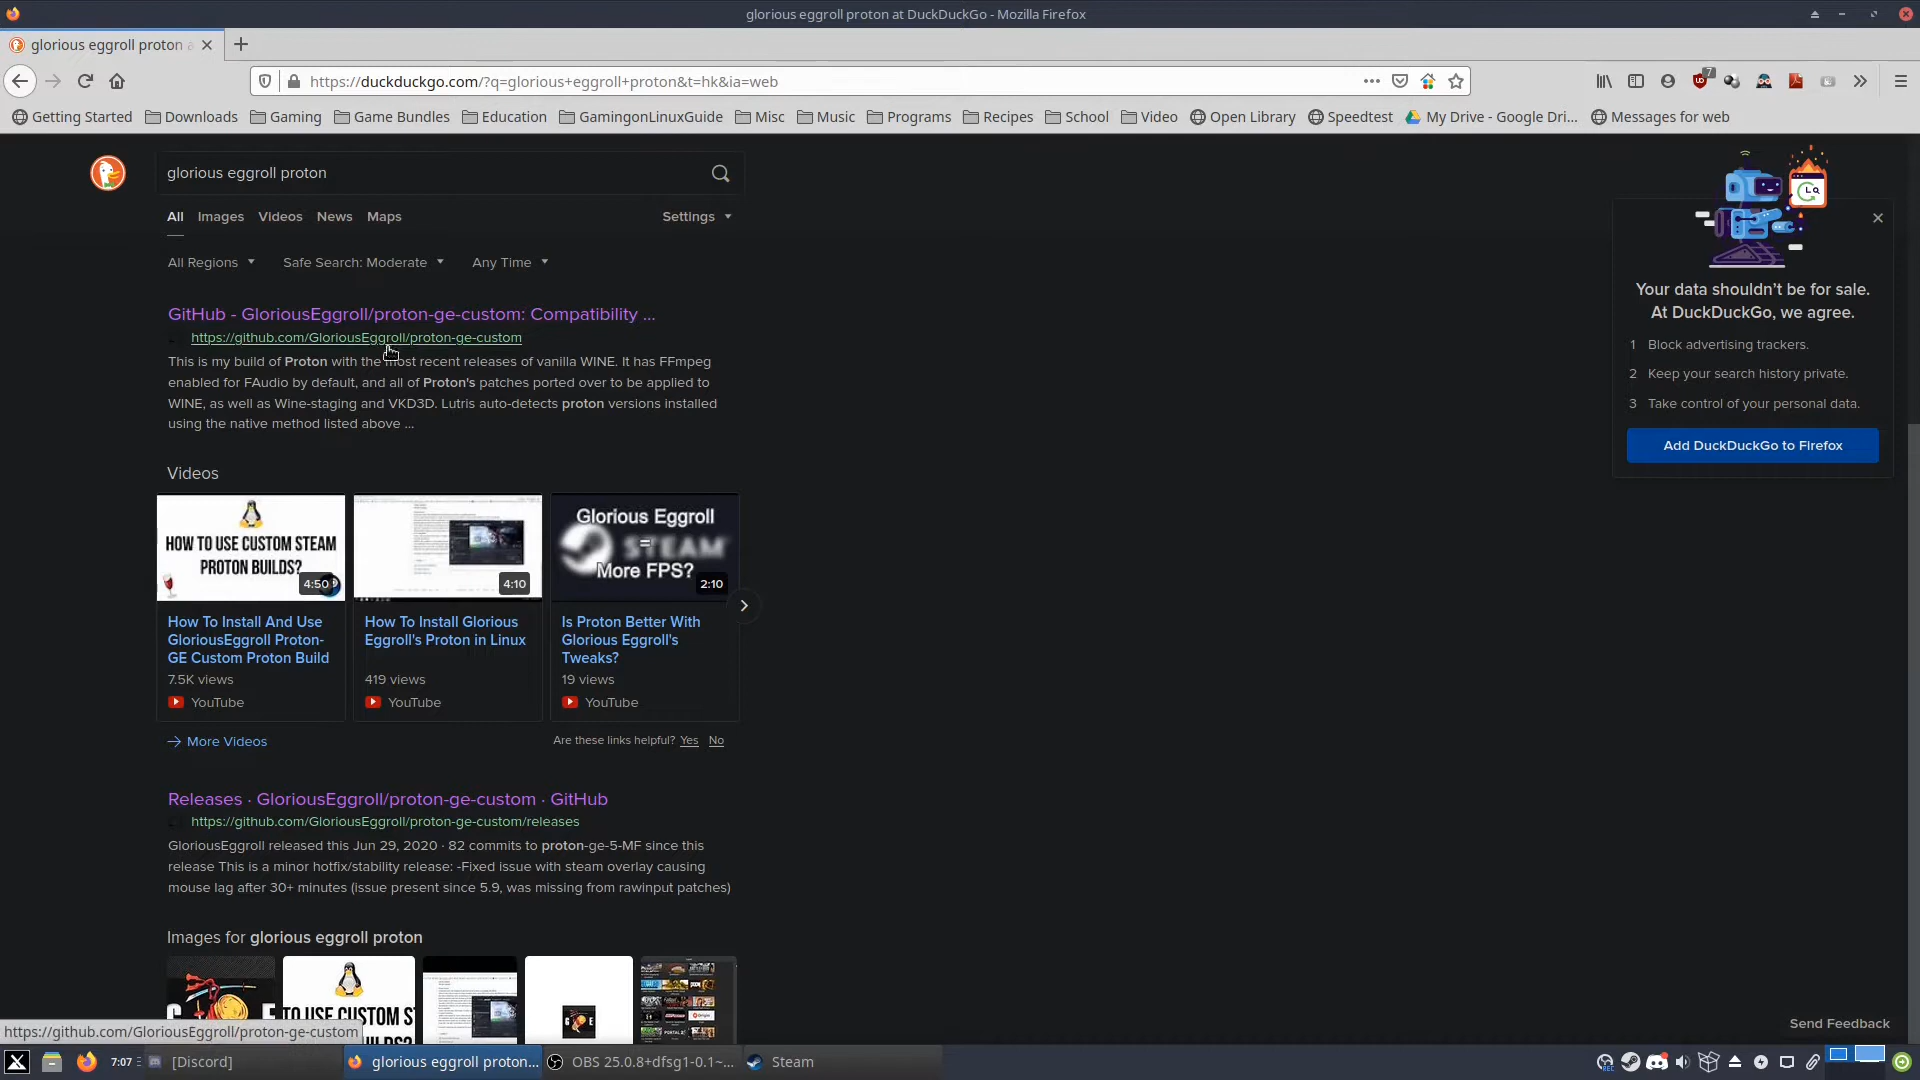 glorious eggroll proton at DuckDuckGo - Mozilla Firefox
glorious eggroll proton
https://duckduckgo.com/?q=glorious+eggroll+proton&t=hk&ia=web
7
Getting Started Downloads Gaming Game Bundles Education GamingonLinuxGuide Misc Music Programs Recipes School Video Open Library Speedtest My Drive - Google Dri... Messages for web
glorious eggroll proton
All Images Videos News Maps Settings
All Regions Safe Search: Moderate Any Time
GitHub - GloriousEggroll/proton-ge-custom: Compatibility ...
https://github.com/GloriousEggroll/proton-ge-custom
This is my build of Proton with the most recent releases of vanilla WINE. It has FFmpeg
enabled for FAudio by default, and all of Proton's patches ported over to be applied to
WINE, as well as Wine-staging and VKD3D. Lutris auto-detects proton versions installed
using the native method listed above ...
Your data shouldn't be for sale.
At DuckDuckGo, we agree.
1 Block advertising trackers.
2 Keep your search history private.
3 Take control of your personal data.
Add DuckDuckGo to Firefox
Videos
HOW TO USE CUSTOM STEAM
PROTON BUILDS?
4:50
4:10
Glorious Eggroll
=
STEAM
More FPS?
2:10
How To Install And Use
GloriousEggroll Proton-
GE Custom Proton Build
7.5K views
YouTube
How To Install Glorious
Eggroll's Proton in Linux
419 views
YouTube
Is Proton Better With
Glorious Eggroll's
Tweaks?
19 views
YouTube
More Videos
Are these links helpful? Yes No
Releases · GloriousEggroll/proton-ge-custom · GitHub
https://github.com/GloriousEggroll/proton-ge-custom/releases
GloriousEggroll released this Jun 29, 2020 · 82 commits to proton-ge-5-MF since this
release This is a minor hotfix/stability release: -Fixed issue with steam overlay causing
mouse lag after 30+ minutes (issue present since 5.9, was missing from rawinput patches)
Images for glorious eggroll proton
G E
TO USE CUSTOM ST
G E
https://github.com/GloriousEggroll/proton-ge-custom
Send Feedback
7:07 [Discord] glorious eggroll proton... OBS 25.0.8+dfsg1-0.1~... Steam
REC